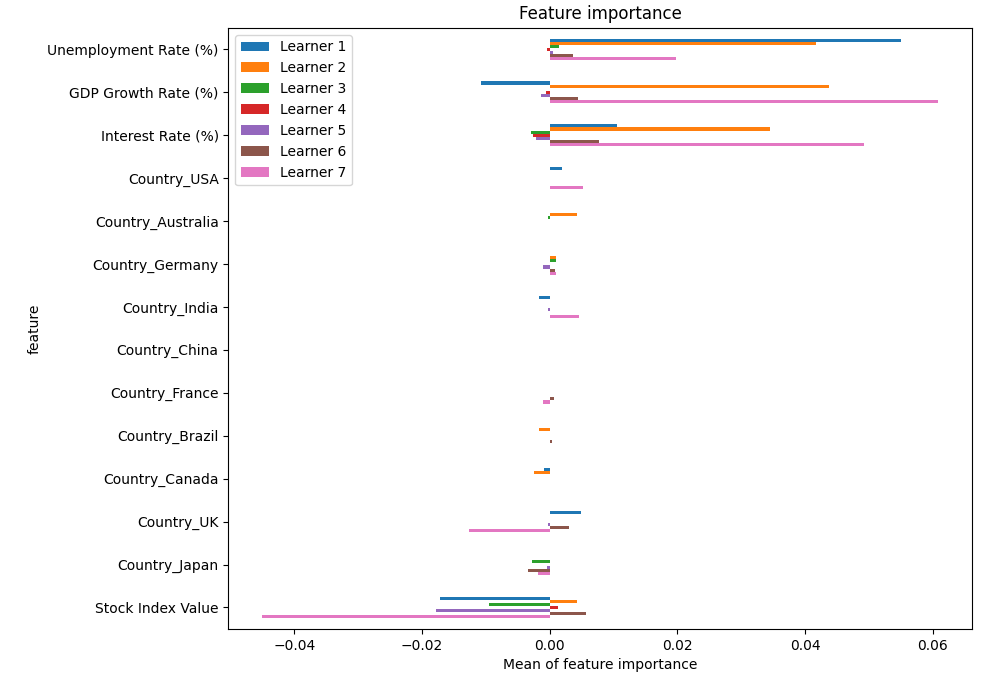 Feature importance
Learner 1
Learner 2
Learner 3
Learner 4
Learner 5
Learner 6
Learner 7
Unemployment Rate (%)
GDP Growth Rate (%)
Interest Rate (%)
Country_USA
Country_Australia
Country_Germany
Country_India
Country_China
Country_France
Country_Brazil
Country_Canada
Country_UK
Country_Japan
Stock Index Value
feature
−0.04 −0.02 0.00 0.02 0.04 0.06
Mean of feature importance